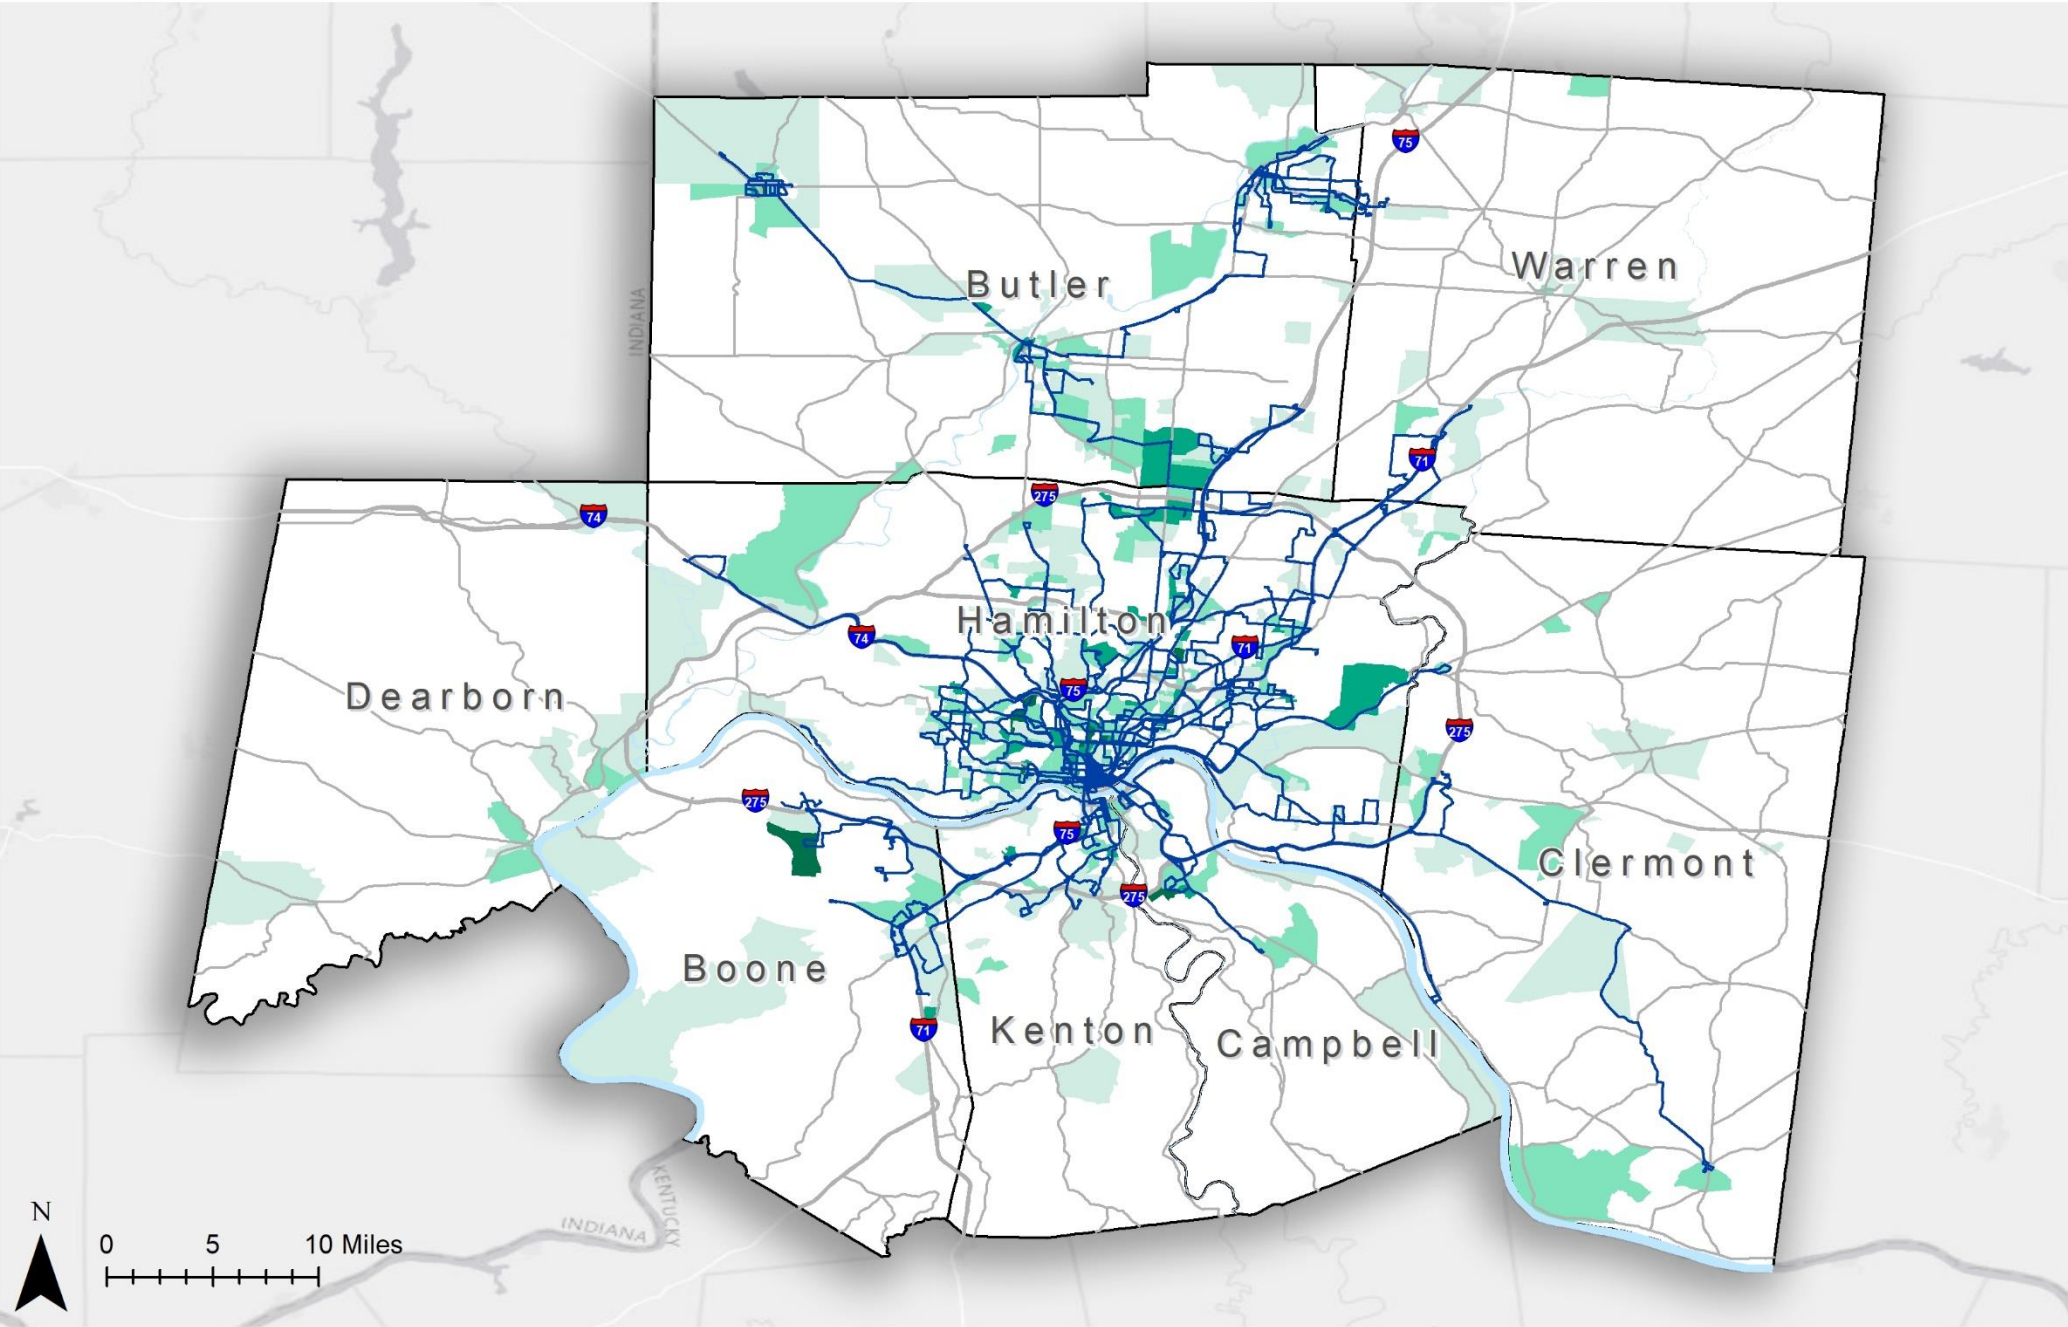 75
Warren
Butler
INDIANA
71
275
74
Hamilton
74
71
75
Dearborn
275
275
75
Clermont
275
Boone
71
Kenton
Campbell
KENTUCKY
INDIANA
N
0 5 10 Miles